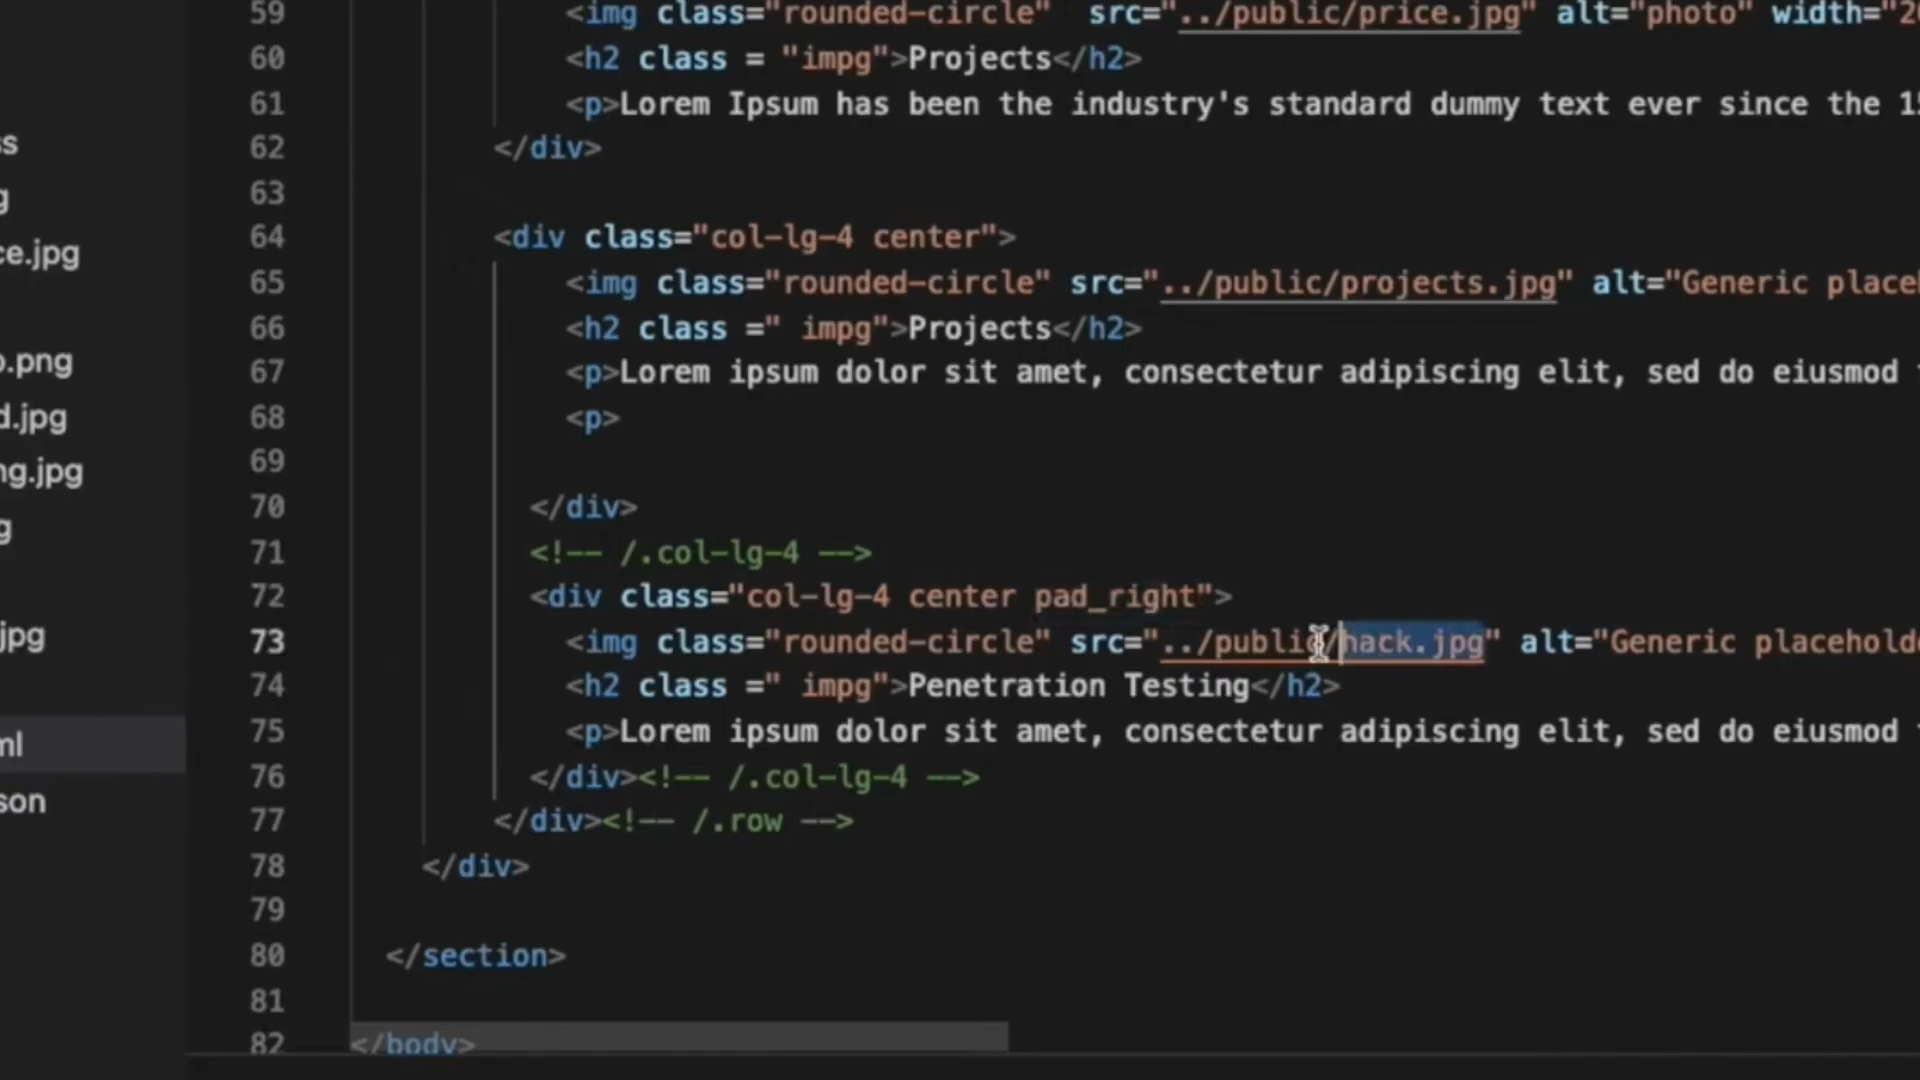 59 <img class="rounded-circle" src="../public/price.jpg" alt="photo" width="2
60 <h2 class = "impg">Projects</h2>
61 <p>Lorem Ipsum has been the industry's standard dummy text ever since the 15
62 </div>
ss
63
g
64 <div class="col-lg-4 center">
ce.jpg
65 <img class="rounded-circle" src="../public/projects.jpg" alt="Generic placeh
66 <h2 class =" impg">Projects</h2>
o.png
67 <p>Lorem ipsum dolor sit amet, consectetur adipiscing elit, sed do eiusmod
d.jpg
68 <p>
69
ng.jpg
70 </div>
g
71 <!-- /.col-lg-4 -->
72 <div class="col-lg-4 center pad_right">
jpg
73 <img class="rounded-circle" src="../public/hack.jpg" alt="Generic placeholde
74 <h2 class =" impg">Penetration Testing</h2>
75 <p>Lorem ipsum dolor sit amet, consectetur adipiscing elit, sed do eiusmod
ml
76 </div><!-- /.col-lg-4 -->
son
77 </div><!-- /.row -->
78 </div>
79
80 </section>
81
82 </body>